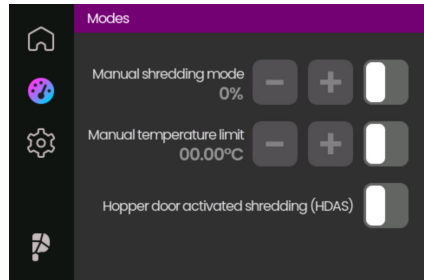 Modes
Manual shredding mode
0%
Manual temperature limit
00.00°C
Hopper door activated shredding (HDAS)